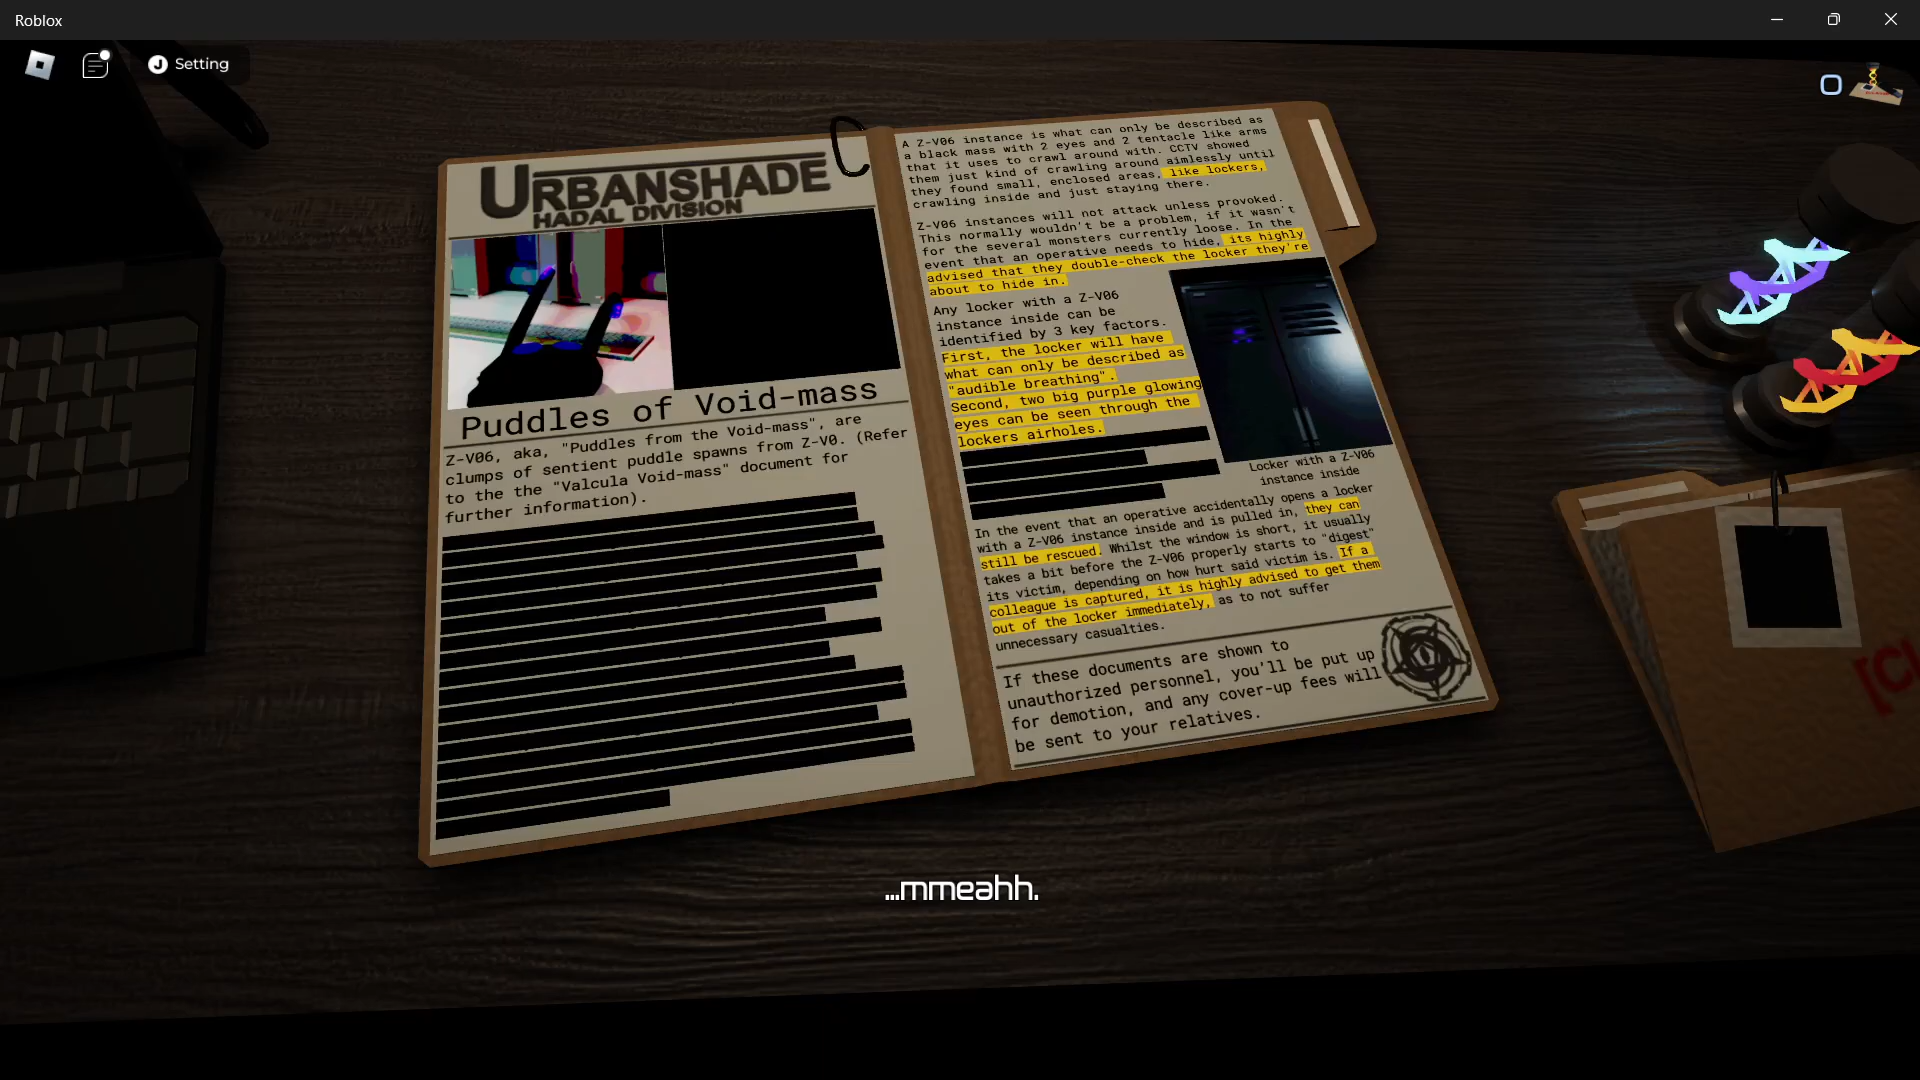 Roblox
J Setting
URBANSHADE
HADAL DIVISION
Puddles of Void-mass
Z-V06, aka, "Puddles from the Void-mass", are
clumps of sentient puddle spawns from Z-V0. (Refer
to the the "Valcula Void-mass" document for
further information).
A Z-V06 instance is what can only be described as
a black mass with 2 eyes and 2 tentacle like arms
that it uses to crawl around with. CCTV showed
them just kind of crawling around aimlessly until
they found small, enclosed areas, like lockers,
crawling inside and just staying there.
Z-V06 instances will not attack unless provoked.
This normally wouldn't be a problem, if it wasn't
for the several monsters currently loose. In the
event that an operative needs to hide, its highly
advised that they double-check the locker they're
about to hide in.
Any locker with a Z-V06
instance inside can be
identified by 3 key factors.
First, the locker will have
what can only be described as
"audible breathing".
Second, two big purple glowing
eyes can be seen through the
lockers airholes.
Locker with a Z-V06
instance inside
In the event that an operative accidentally opens a locker
with a Z-V06 instance inside and is pulled in, they can
still be rescued. Whilst the window is short, it usually
takes a bit before the Z-V06 properly starts to "digest"
its victim, depending on how hurt said victim is. If a
colleague is captured, it is highly advised to get them
out of the locker immediately, as to not suffer
unnecessary casualties.
If these documents are shown to
unauthorized personnel, you'll be put up
for demotion, and any cover-up fees will
be sent to your relatives.
...mmeahh.